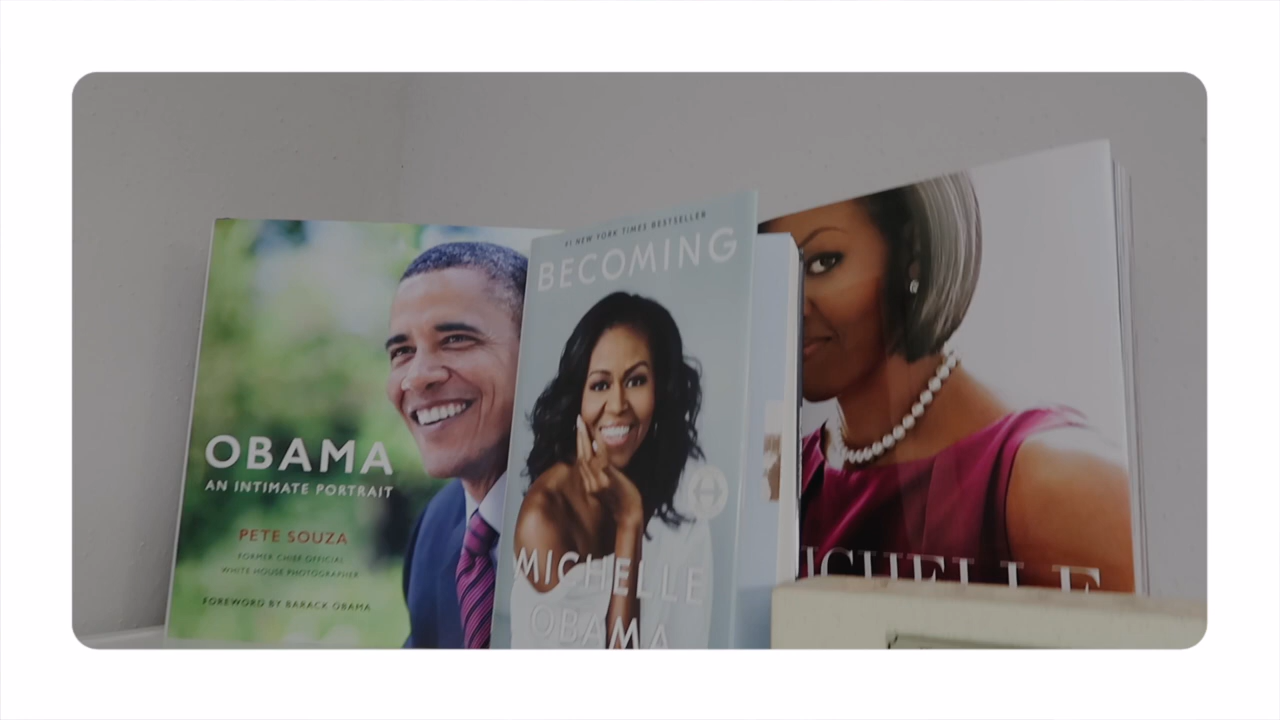 OBAMA
AN INTIMATE PORTRAIT
PETE SOUZA
FORMER CHIEF OFFICIAL
WHITE HOUSE PHOTOGRAPHER
FOREWORD BY BARACK OBAMA
#1 NEW YORK TIMES BESTSELLER
BECOMING
MICHELLE
OBAMA
MICHELLE